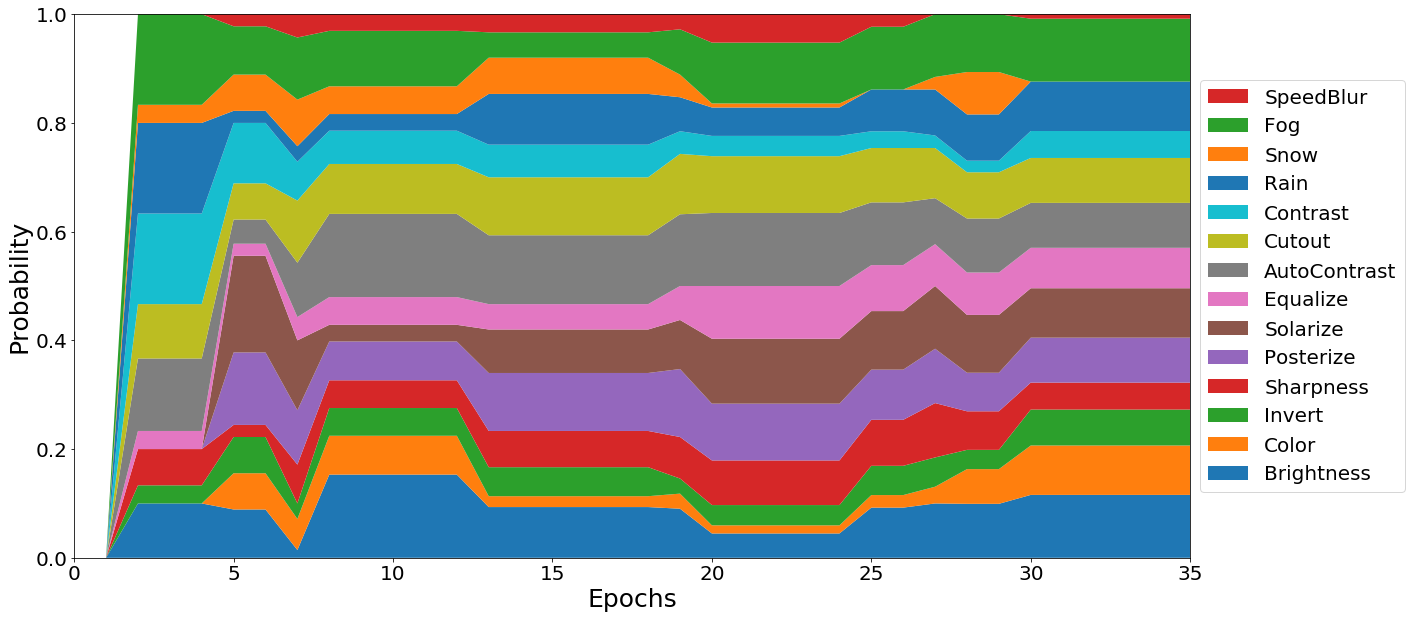 Probability
1.0
0.8
0.6
0.4
0.2
0.0
0 5 10 15 20 25 30 35
Epochs
SpeedBlur
Fog
Snow
Rain
Contrast
Cutout
AutoContrast
Equalize
Solarize
Posterize
Sharpness
Invert
Color
Brightness